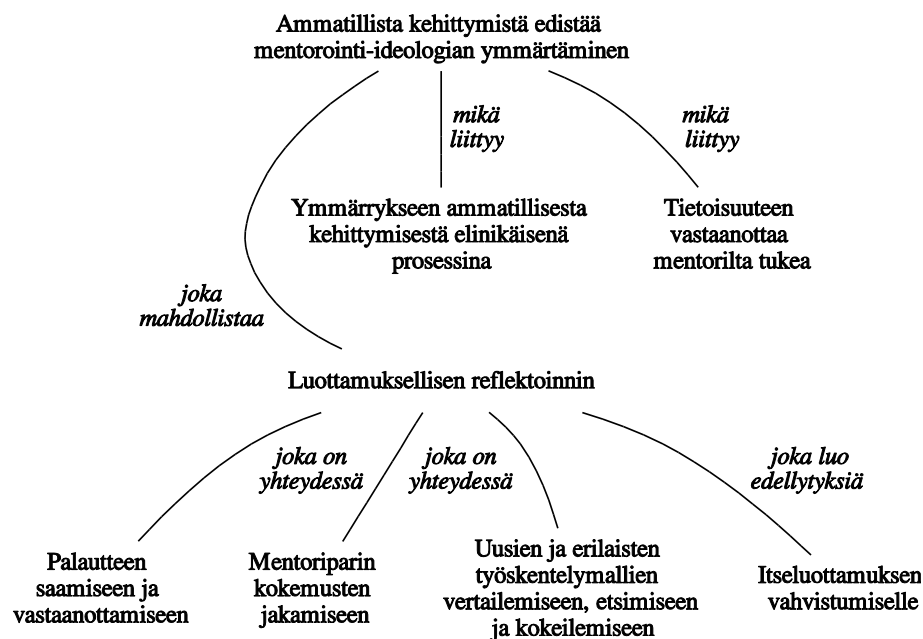 Ammatillista kehittymistä edistää
mentorointi-ideologian ymmärtäminen
mikä
liittyy
mikä
liittyy
Ymmärrykseen ammatillisesta
kehittymisestä elinikäisenä
prosessina
Tietoisuuteen
vastaanottaa
mentorilta tukea
joka
mahdollistaa
Luottamuksellisen reflektoinnin
joka on
yhteydessä
joka on
yhteydessä
joka luo
edellytyksiä
Palautteen
saamiseen ja
vastaanottamiseen
Mentoriparin
kokemusten
jakamiseen
Uusien ja erilaisten
työskentelymallien
vertailemiseen, etsimiseen
ja kokeilemiseen
Itseluottamuksen
vahvistumiselle